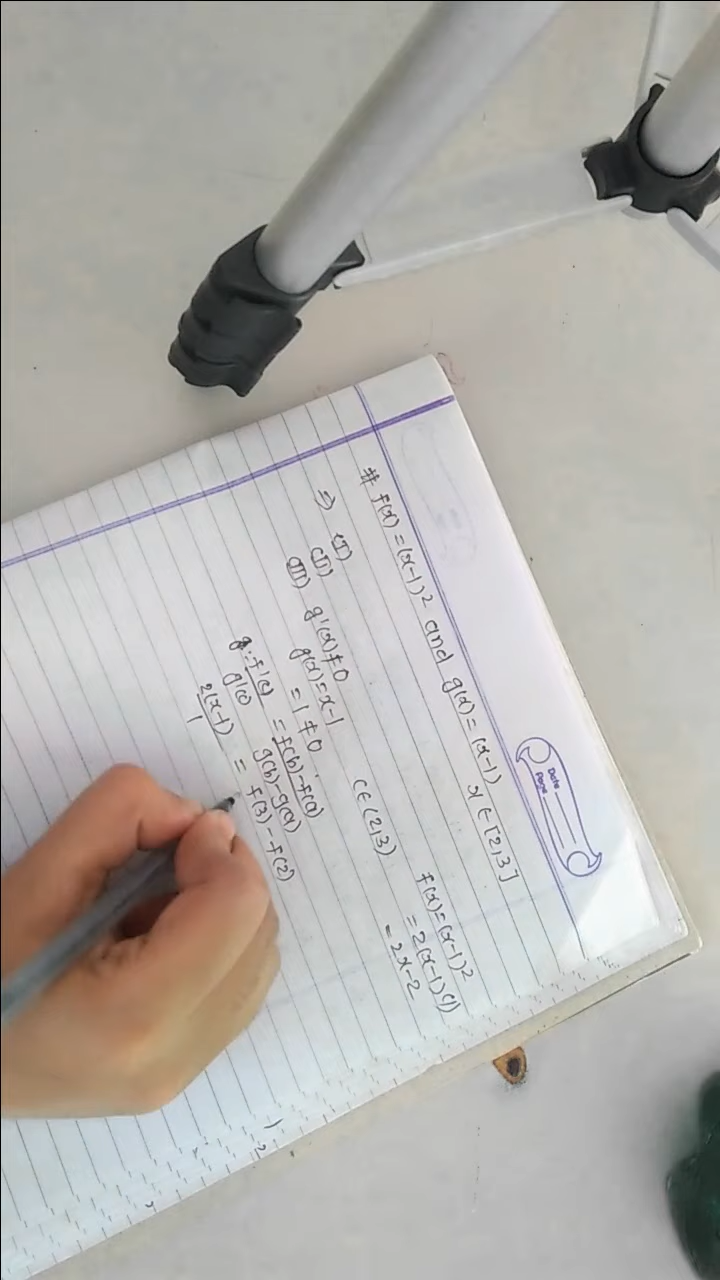 Date
Page
# f(x) = (x-1)² and g(x) = (x-1) x ∈ [2,3]
f(x) = (x-1)²
= 2(x-1)(1)
= 2x-2
⇒ (I)
(II)
(III) g'(x) ≠ 0
g(x) = x-1
= 1 ≠ 0
c ∈ (2,3)
f'(c) / g'(c) = f(b) - f(a) / g(b) - g(a)
2(x-1) / 1 = f(3) - f(2)